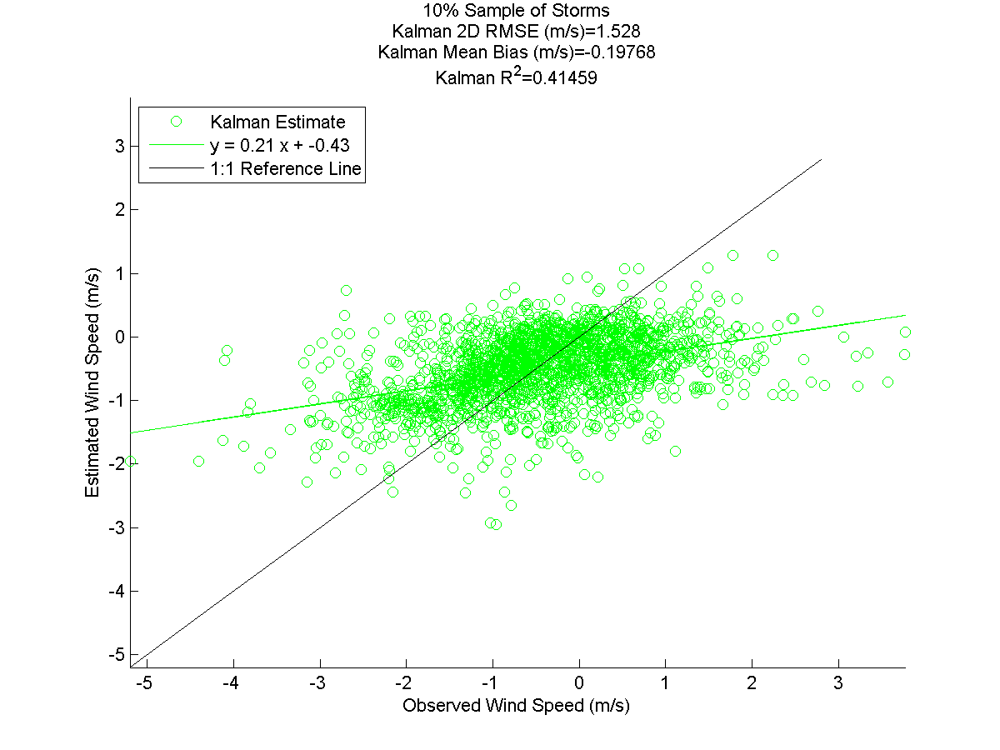 10% Sample of Storms
Kalman 2D RMSE (m/s)=1.528
Kalman Mean Bias (m/s)=-0.19768
Kalman R²=0.41459
Kalman Estimate
y = 0.21 x + -0.43
1:1 Reference Line
3
2
1
0
-1
-2
-3
-4
-5
Estimated Wind Speed (m/s)
-5 -4 -3 -2 -1 0 1 2 3
Observed Wind Speed (m/s)